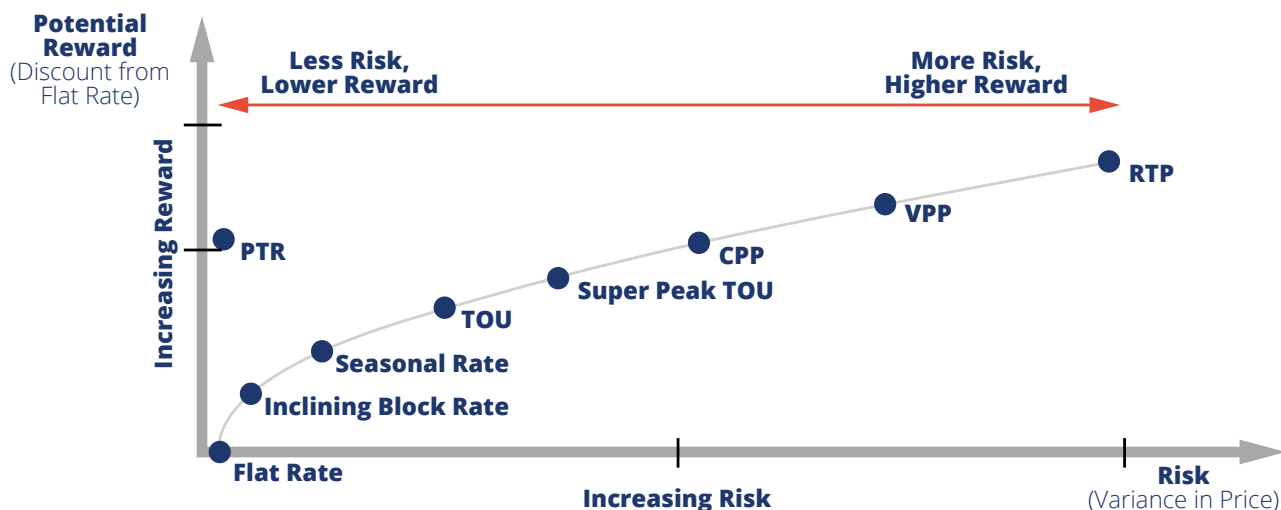 Potential
Reward
(Discount from
Flat Rate)
Less Risk,
Lower Reward
More Risk,
Higher Reward
Increasing Reward
RTP
VPP
PTR
CPP
Super Peak TOU
TOU
Seasonal Rate
Inclining Block Rate
Flat Rate
Increasing Risk
Risk
(Variance in Price)